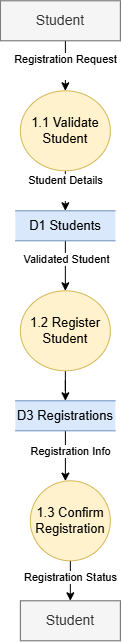 Student
Registration Request
1.1 Validate
Student
Student Details
D1 Students
Validated Student
1.2 Register
Student
D3 Registrations
Registration Info
1.3 Confirm
Registration
Registration Status
Student